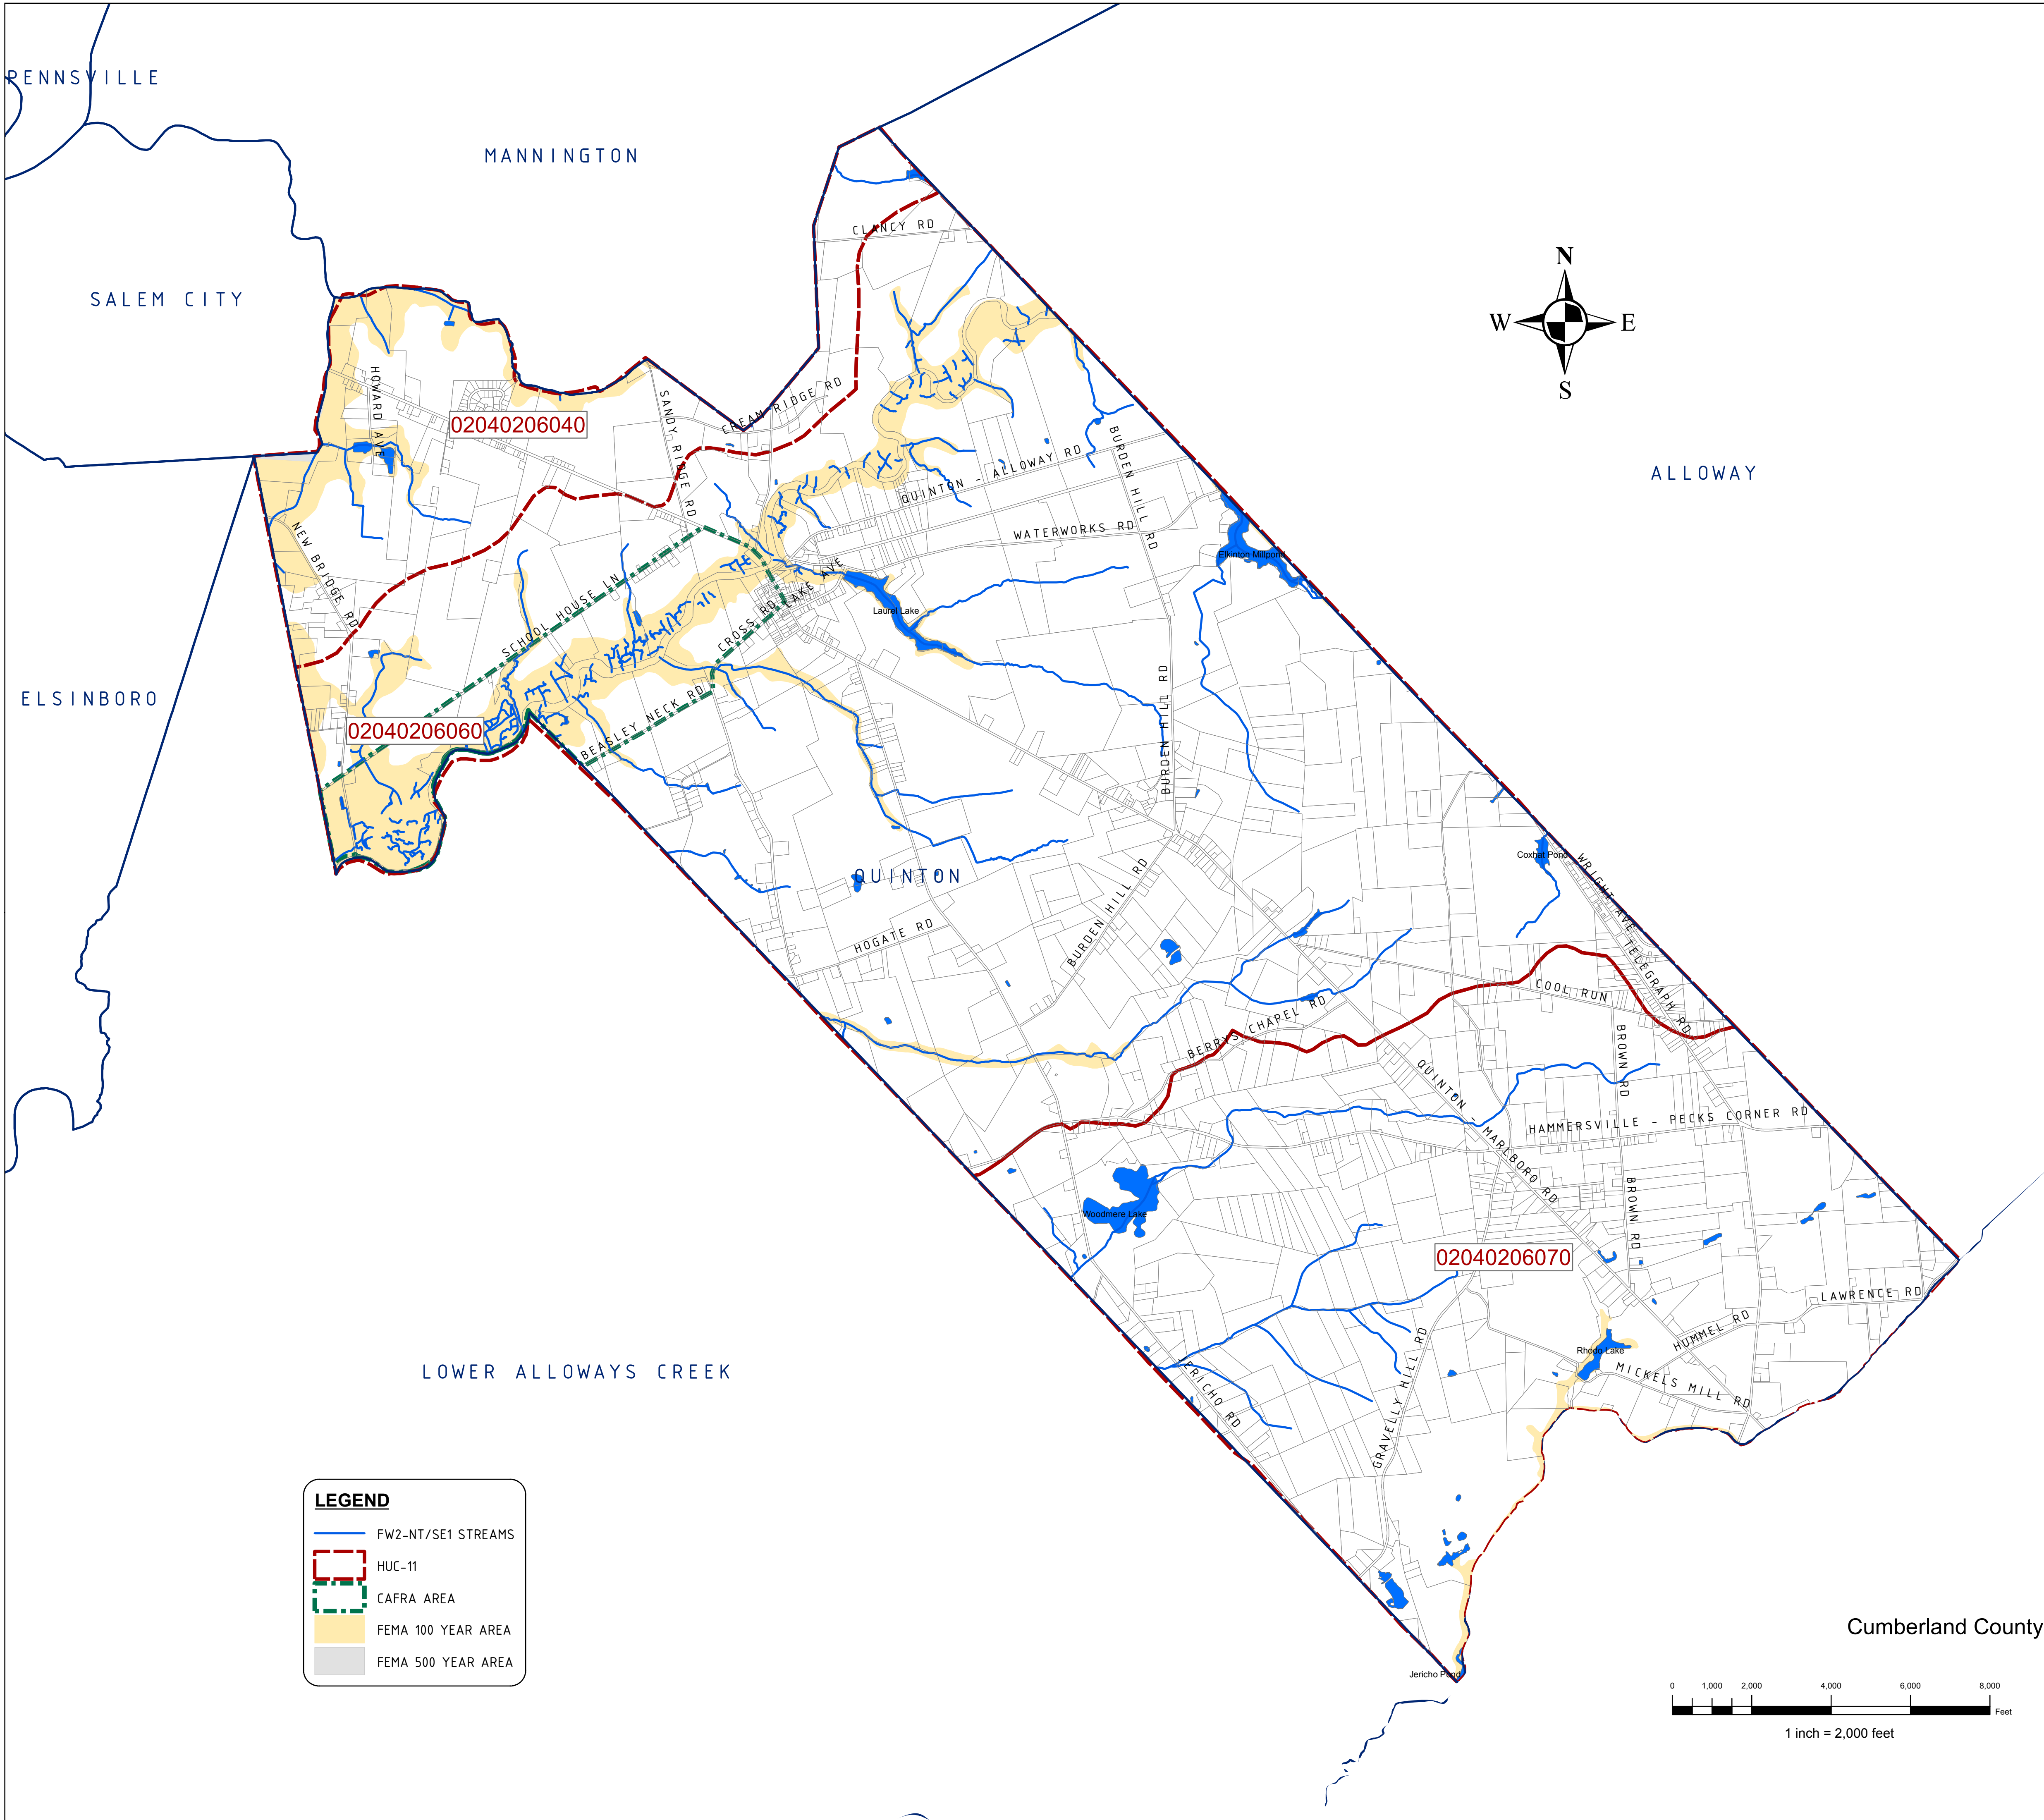 PENNSVILLE
MANNINGTON
CLANCY RD
N
W
E
S
SALEM CITY
HOWARD AVE
SANDY RIDGE RD
CREAM RIDGE RD
02040206040
QUINTON - ALLOWAY RD
BURDEN HILL RD
ALLOWAY
WATERWORKS RD
NEW BRIDGE RD
Elkinton Millpond
SCHOOL HOUSE LN
CROSS RD
LAKE AVE
Laurel Lake
ELSINBORO
02040206060
BEASLEY NECK RD
BURDEN HILL RD
Coxhat Pond
WRIGHT AVE
QUINTON
BURDEN HILL RD
HOGATE RD
TELEGRAPH RD
COOL RUN
BERRYS CHAPEL RD
BROWN RD
QUINTON - MARLBORO RD
HAMMERSVILLE - PECKS CORNER RD
BROWN RD
Woodmere Lake
02040206070
LAWRENCE RD
HUMMEL RD
Rhodo Lake
MICKELS MILL RD
LOWER ALLOWAYS CREEK
JERICHO RD
GRAVELLY HILL RD
LEGEND
FW2-NT/SE1 STREAMS
HUC-11
CAFRA AREA
FEMA 100 YEAR AREA
FEMA 500 YEAR AREA
Cumberland County
Jericho Pond
0 1,000 2,000 4,000 6,000 8,000
Feet
1 inch = 2,000 feet